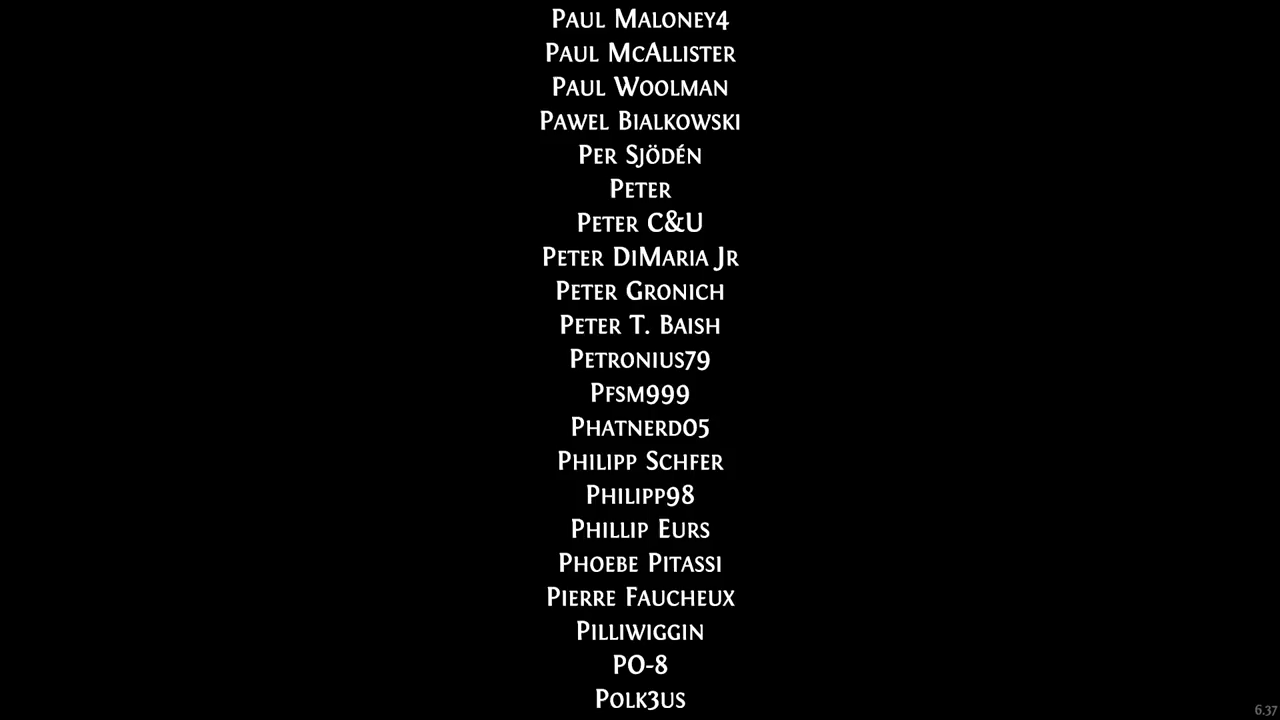 Paul Maloney4
Paul McAllister
Paul Woolman
Pawel Bialkowski
Per Sjödén
Peter
Peter C&U
Peter DiMaria Jr
Peter Gronich
Peter T. Baish
Petronius79
Pfsm999
Phatnerd05
Philipp Schfer
Philipp98
Phillip Eurs
Phoebe Pitassi
Pierre Faucheux
Pilliwiggin
PO-8
Polk3us
6.37